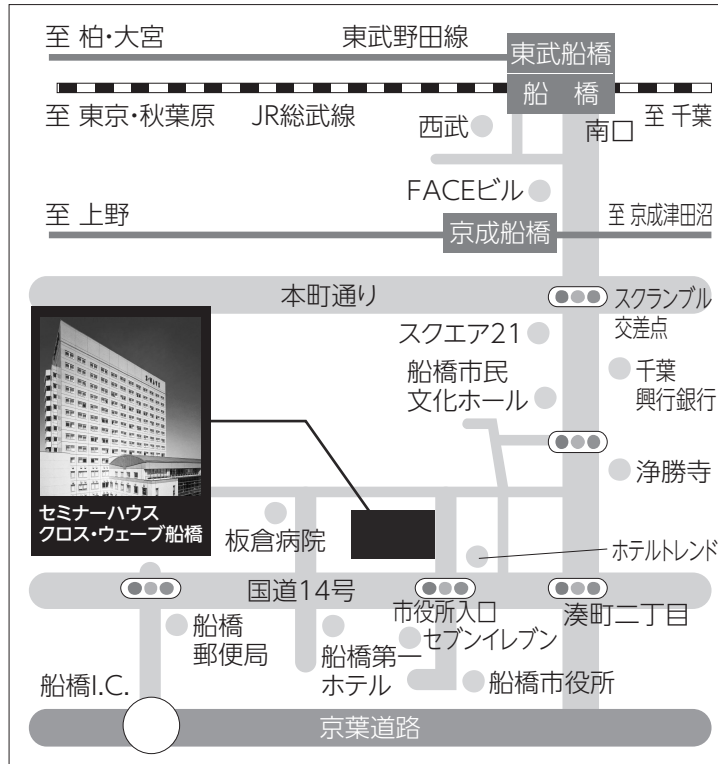 至 柏・大宮
東武野田線
東武船橋
船 橋
至 東京・秋葉原
JR総武線
西武
南口
至 千葉
FACEビル
至 上野
京成船橋
至 京成津田沼
本町通り
スクランブル
交差点
スクエア21
船橋市民
文化ホール
千葉
興行銀行
浄勝寺
セミナーハウス
クロス・ウェーブ船橋
板倉病院
ホテルトレンド
国道14号
市役所入口
湊町二丁目
船橋
郵便局
セブンイレブン
船橋第一
ホテル
船橋市役所
船橋I.C.
京葉道路